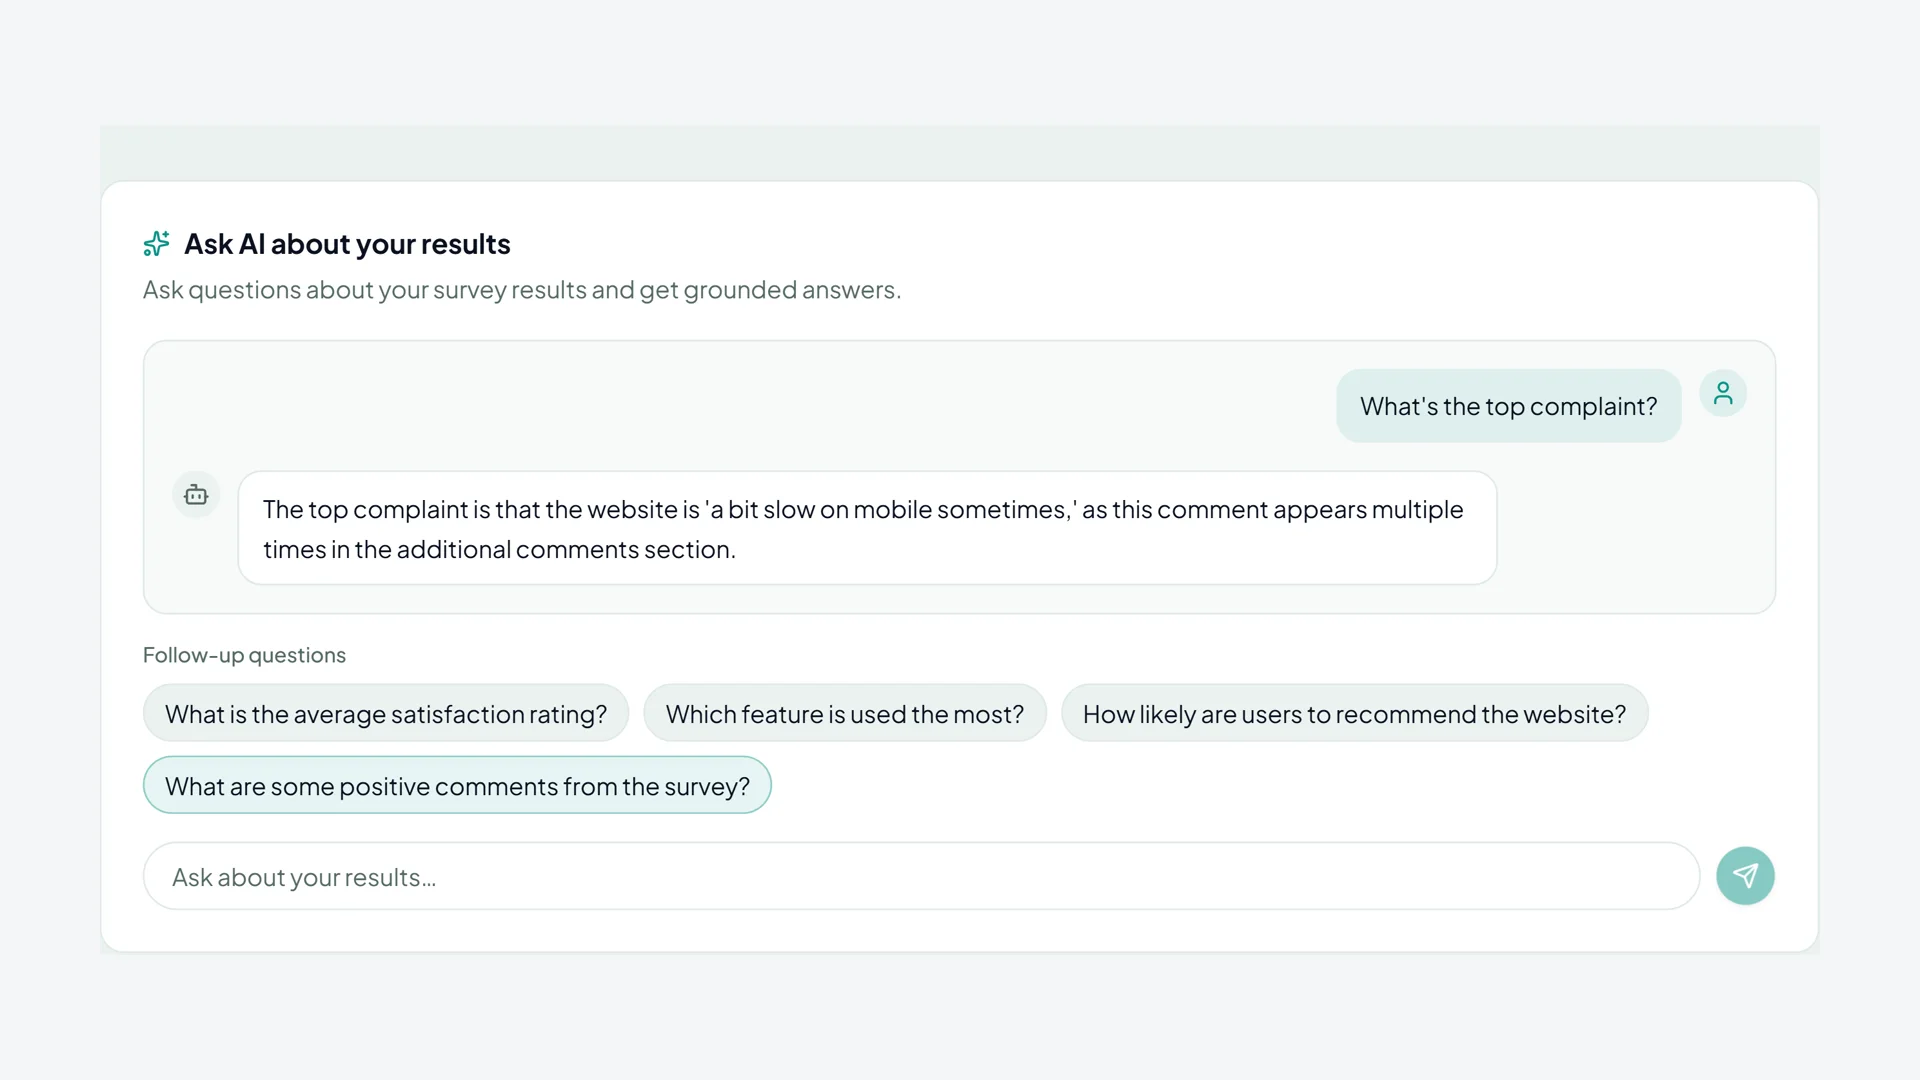 Ask AI about your results
Ask questions about your survey results and get grounded answers.
What's the top complaint?
The top complaint is that the website is 'a bit slow on mobile sometimes,' as this comment appears multiple
times in the additional comments section.
Follow-up questions
What is the average satisfaction rating?
Which feature is used the most?
How likely are users to recommend the website?
What are some positive comments from the survey?
Ask about your results...